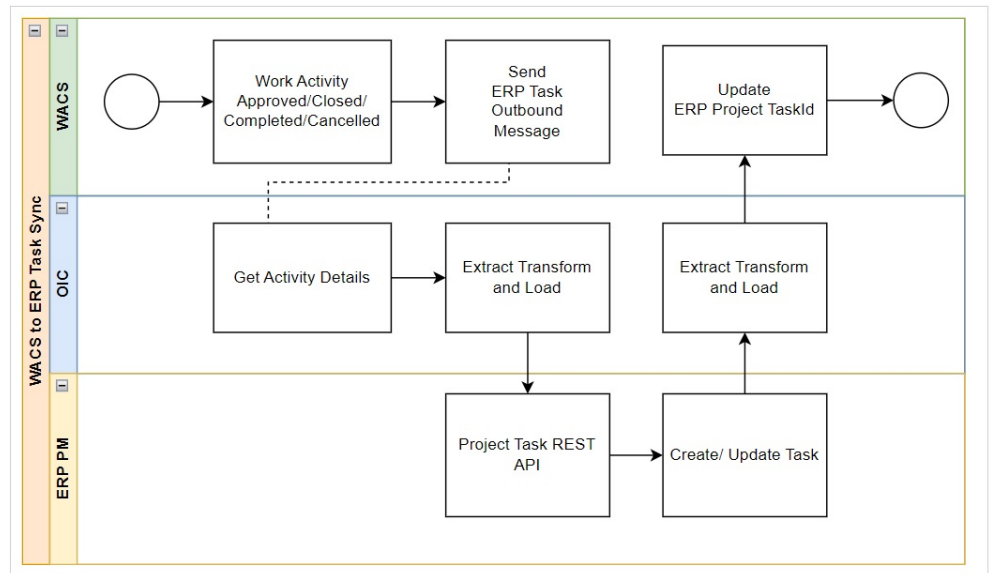 WACS to ERP Task Sync
WACS
Work Activity
Approved/Closed/
Completed/Cancelled
Send
ERP Task
Outbound
Message
Update
ERP Project TaskId
OIC
Get Activity Details
Extract Transform
and Load
Extract Transform
and Load
ERP PM
Project Task REST
API
Create/ Update Task